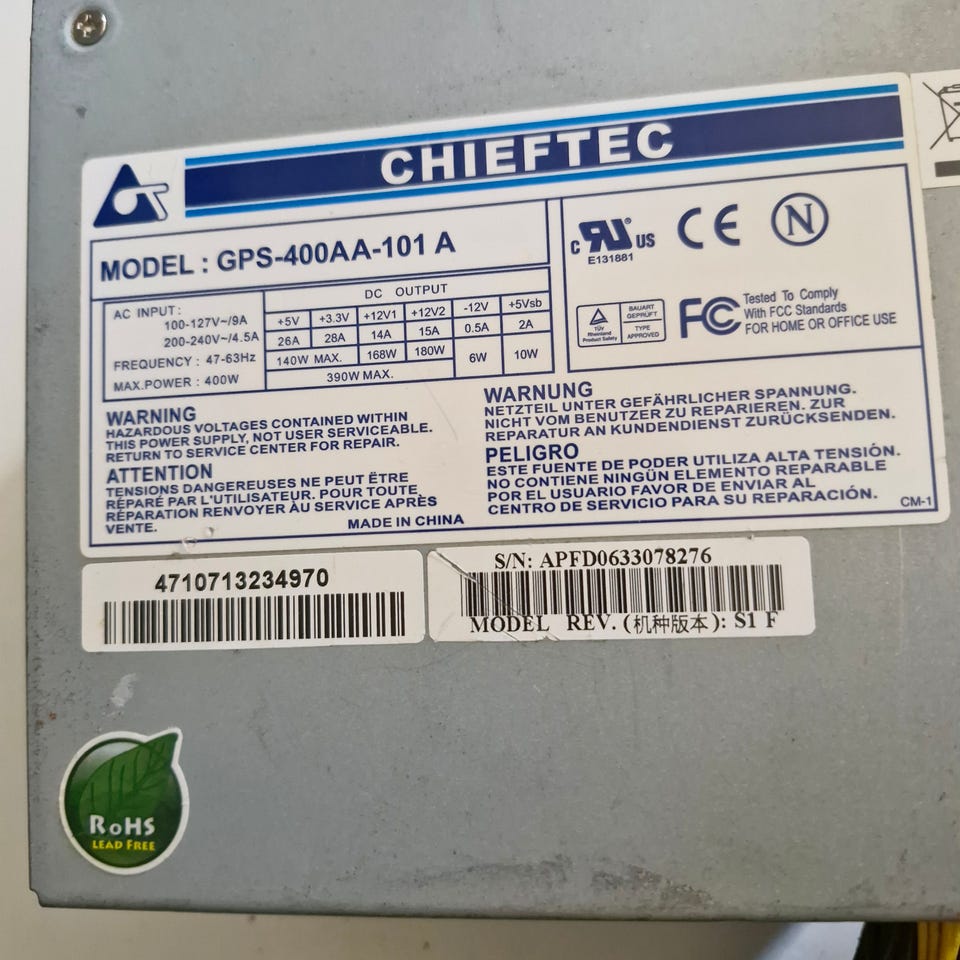 CHIEFTEC
MODEL : GPS-400AA-101 A
AC INPUT:
100-127V~/9A
200-240V~/4.5A
FREQUENCY : 47-63Hz
MAX.POWER : 400W
DC OUTPUT
+5V +3.3V +12V1 +12V2 -12V +5Vsb
26A 28A 14A 15A 0.5A 2A
140W MAX. 168W 180W 6W 10W
390W MAX.
c RU US
E131881
CE
N
TÜV
Rheinland
Product Safety
BAUART
GEPRÜFT
TYPE
APPROVED
FC
Tested To Comply
With FCC Standards
FOR HOME OR OFFICE USE
WARNING
HAZARDOUS VOLTAGES CONTAINED WITHIN
THIS POWER SUPPLY, NOT USER SERVICEABLE.
RETURN TO SERVICE CENTER FOR REPAIR.
ATTENTION
TENSIONS DANGEREUSES NE PEUT ÊTRE
RÉPARÉ PAR L'UTILISATEUR. POUR TOUTE
RÉPARATION RENVOYER ÀU SERVICE APRÈS
VENTE.
MADE IN CHINA
WARNUNG
NETZTEIL UNTER GEFÄHRLICHER SPANNUNG.
NICHT VOM BENUTZER ZU REPARIEREN. ZUR
REPARATUR AN KUNDENDIENST ZURÜCKSENDEN.
PELIGRO
ESTE FUENTE DE PODER UTILIZA ALTA TENSIÓN.
NO CONTIENE NINGÚN ELEMENTO REPARABLE
POR EL USUARIO FAVOR DE ENVIAR AL
CENTRO DE SERVICIO PARA SU REPARACIÓN.
CM-1
4710713234970
S/N: APFD0633078276
MODEL REV.(机种版本): S1 F
RoHS
LEAD FREE